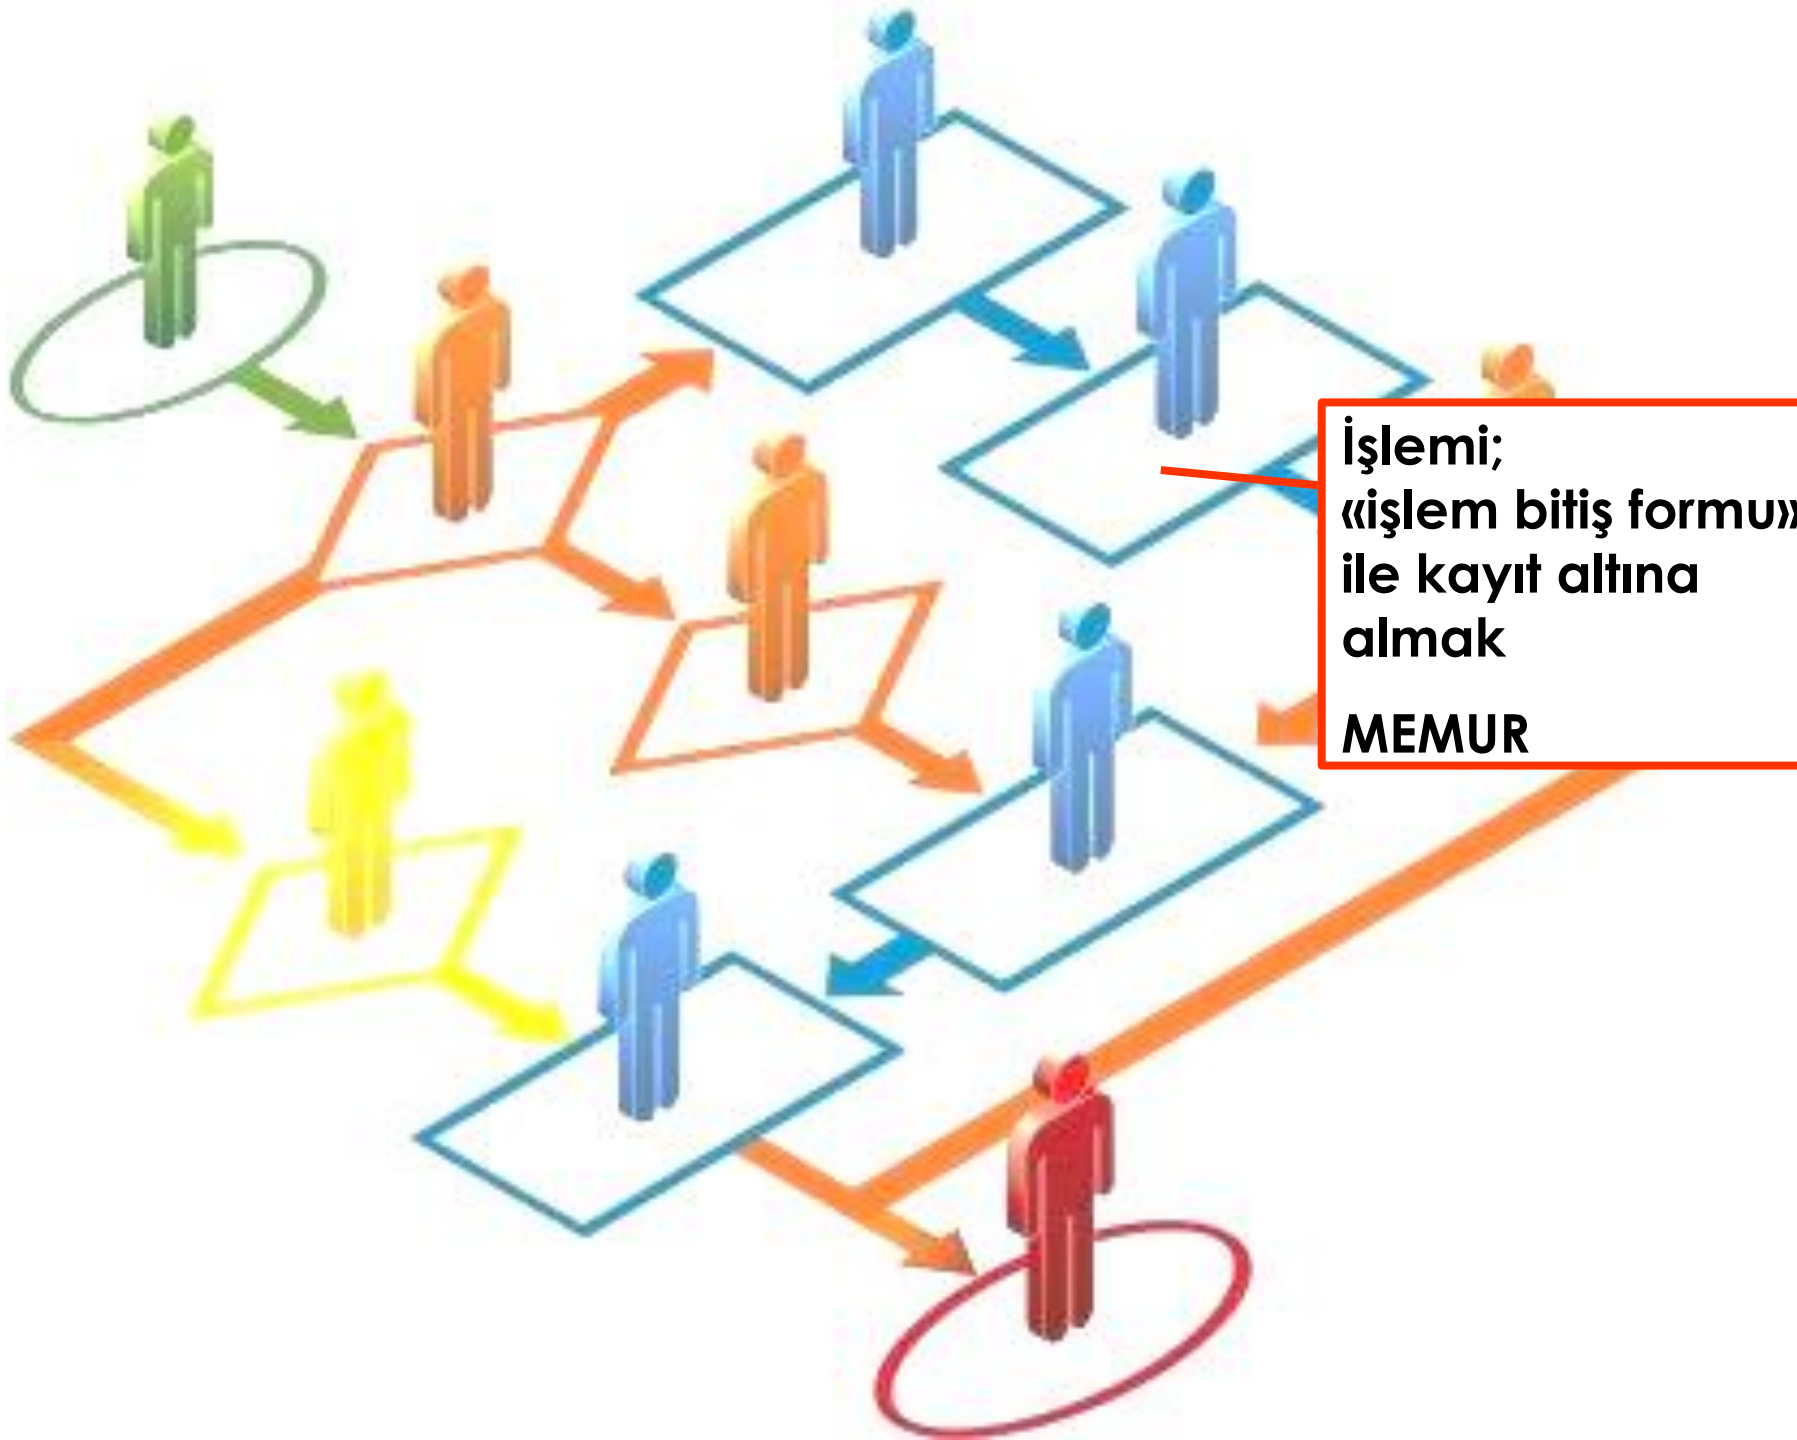 İşlemi;
«işlem bitiş formu»
ile kayıt altına
almak
MEMUR